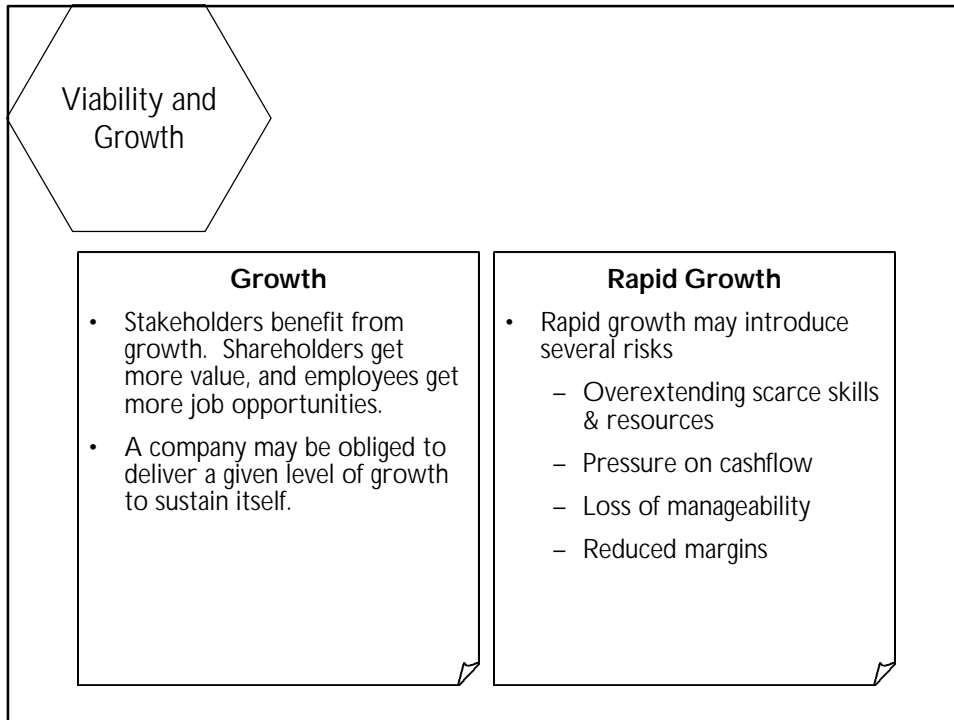 Viability and
Growth
Growth
• Stakeholders benefit from
growth.  Shareholders get
more value, and employees get
more job opportunities.
• A company may be obliged to
deliver a given level of growth
to sustain itself.
Rapid Growth
• Rapid growth may introduce
several risks
– Overextending scarce skills
& resources
– Pressure on cashflow
– Loss of manageability
– Reduced margins